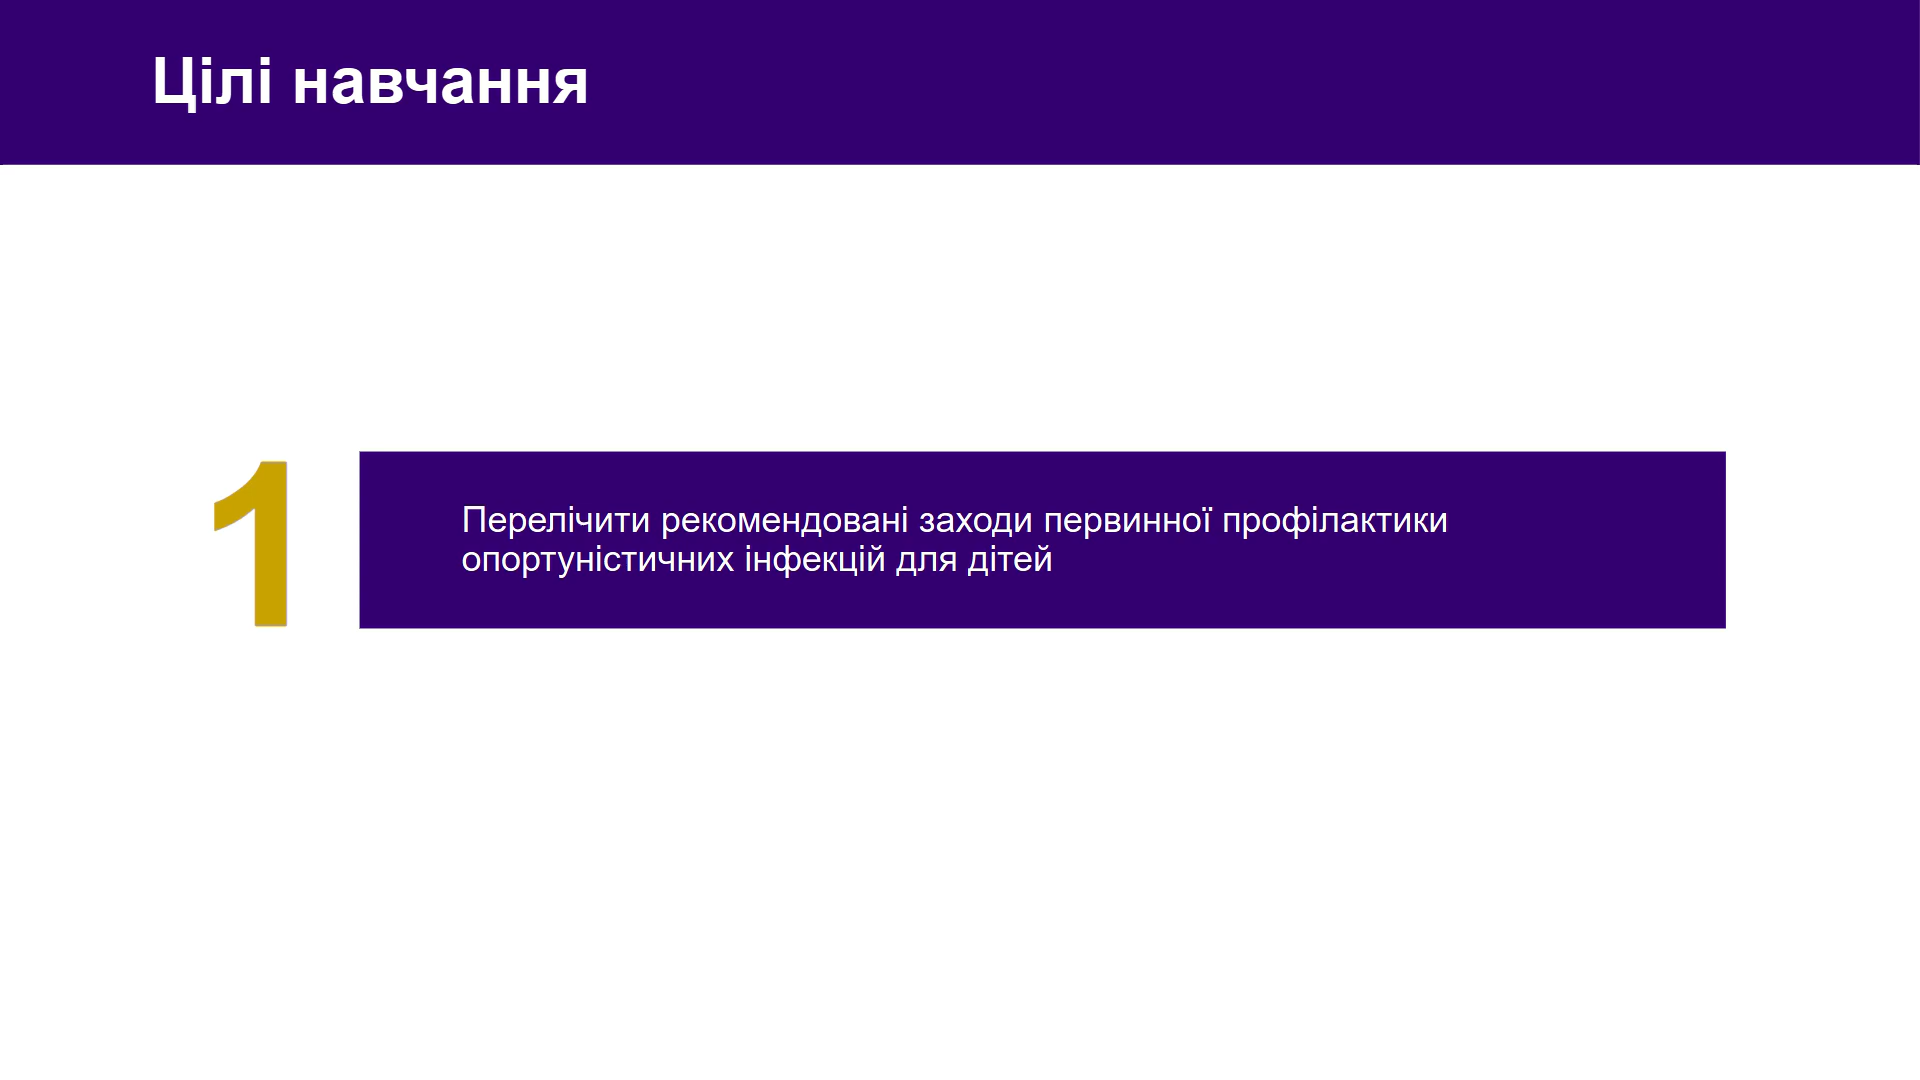 Цілі навчання
1
Перелічити рекомендовані заходи первинної профілактики
опортуністичних інфекцій для дітей